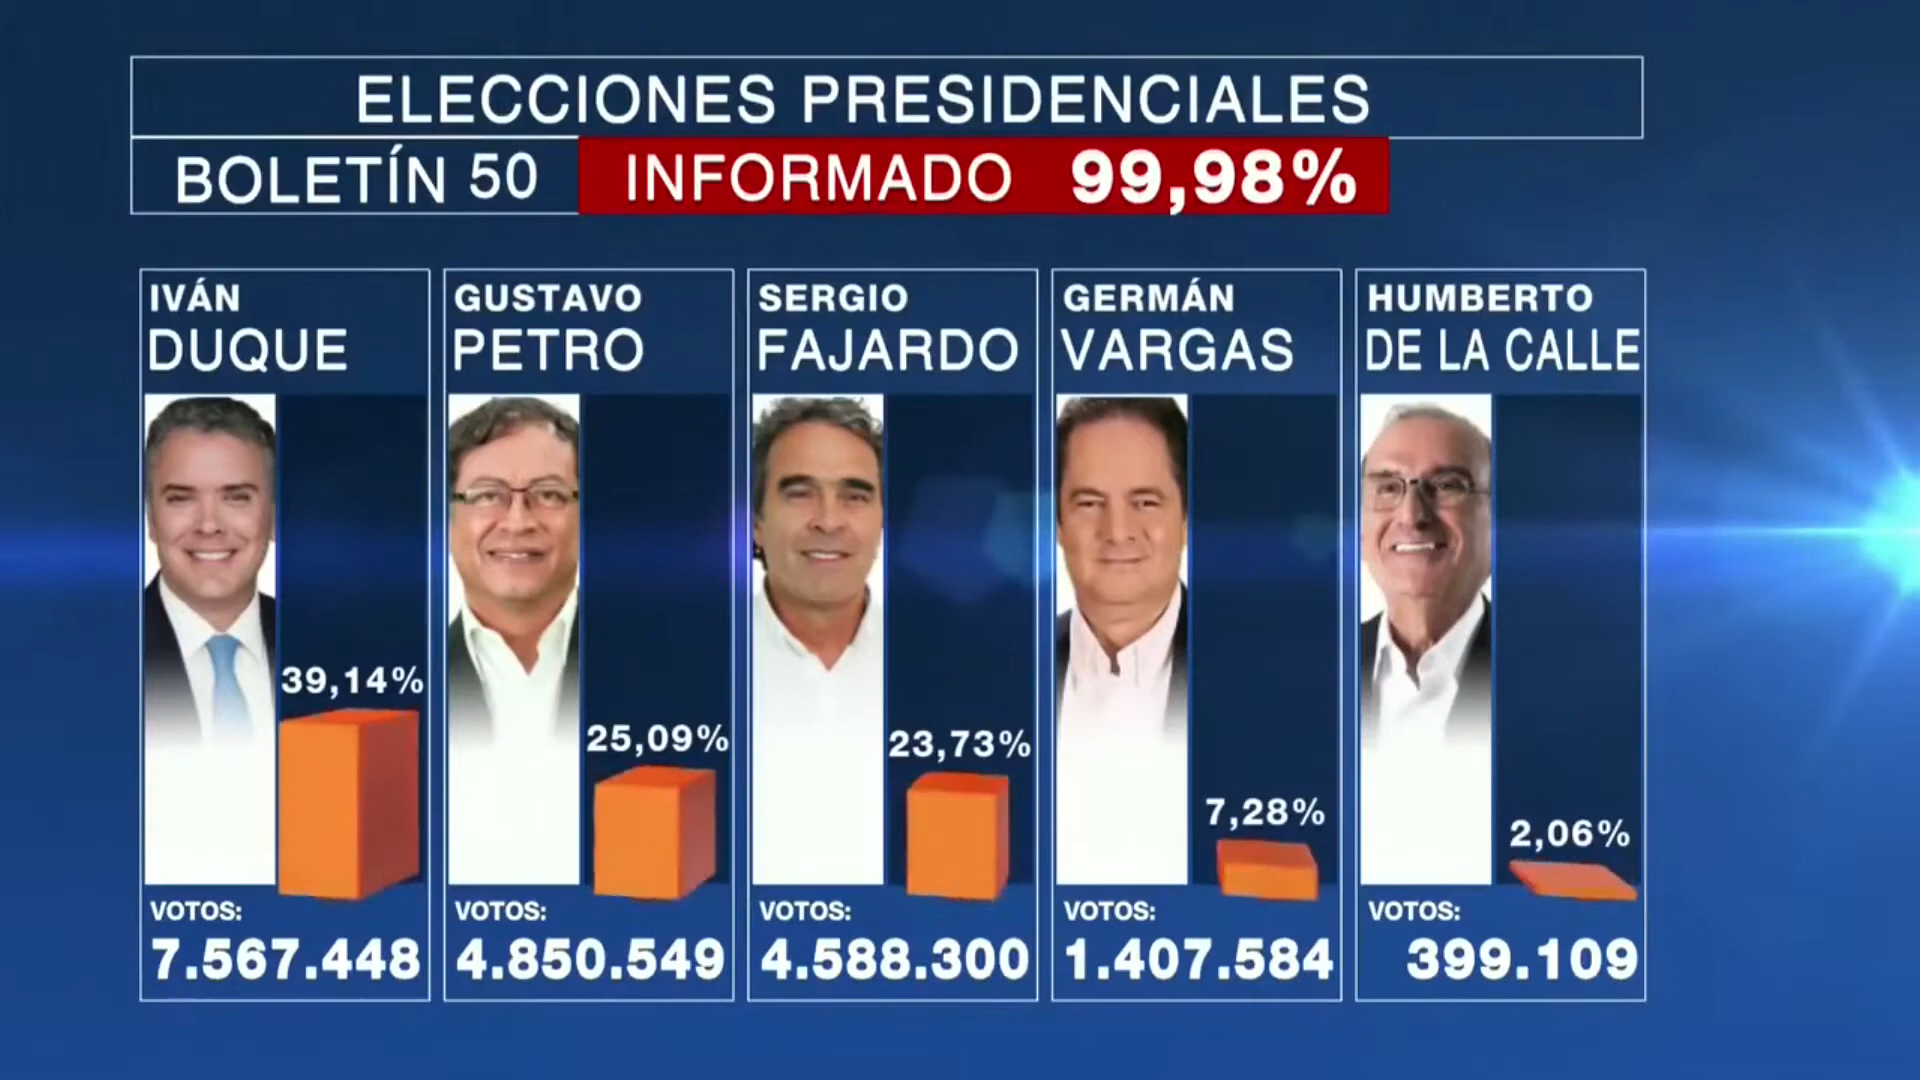 ELECCIONES PRESIDENCIALES
BOLETÍN 50 INFORMADO 99,98%
IVÁN
DUQUE
39,14%
VOTOS:
7.567.448
GUSTAVO
PETRO
25,09%
VOTOS:
4.850.549
SERGIO
FAJARDO
23,73%
VOTOS:
4.588.300
GERMÁN
VARGAS
7,28%
VOTOS:
1.407.584
HUMBERTO
DE LA CALLE
2,06%
VOTOS:
399.109